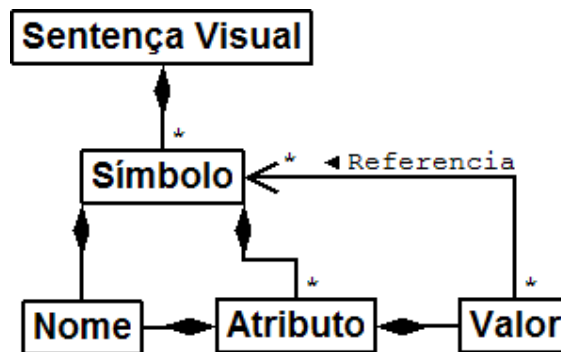 Sentença Visual
*
Símbolo
* ◄ Referencia
* *
Nome
Atributo
Valor